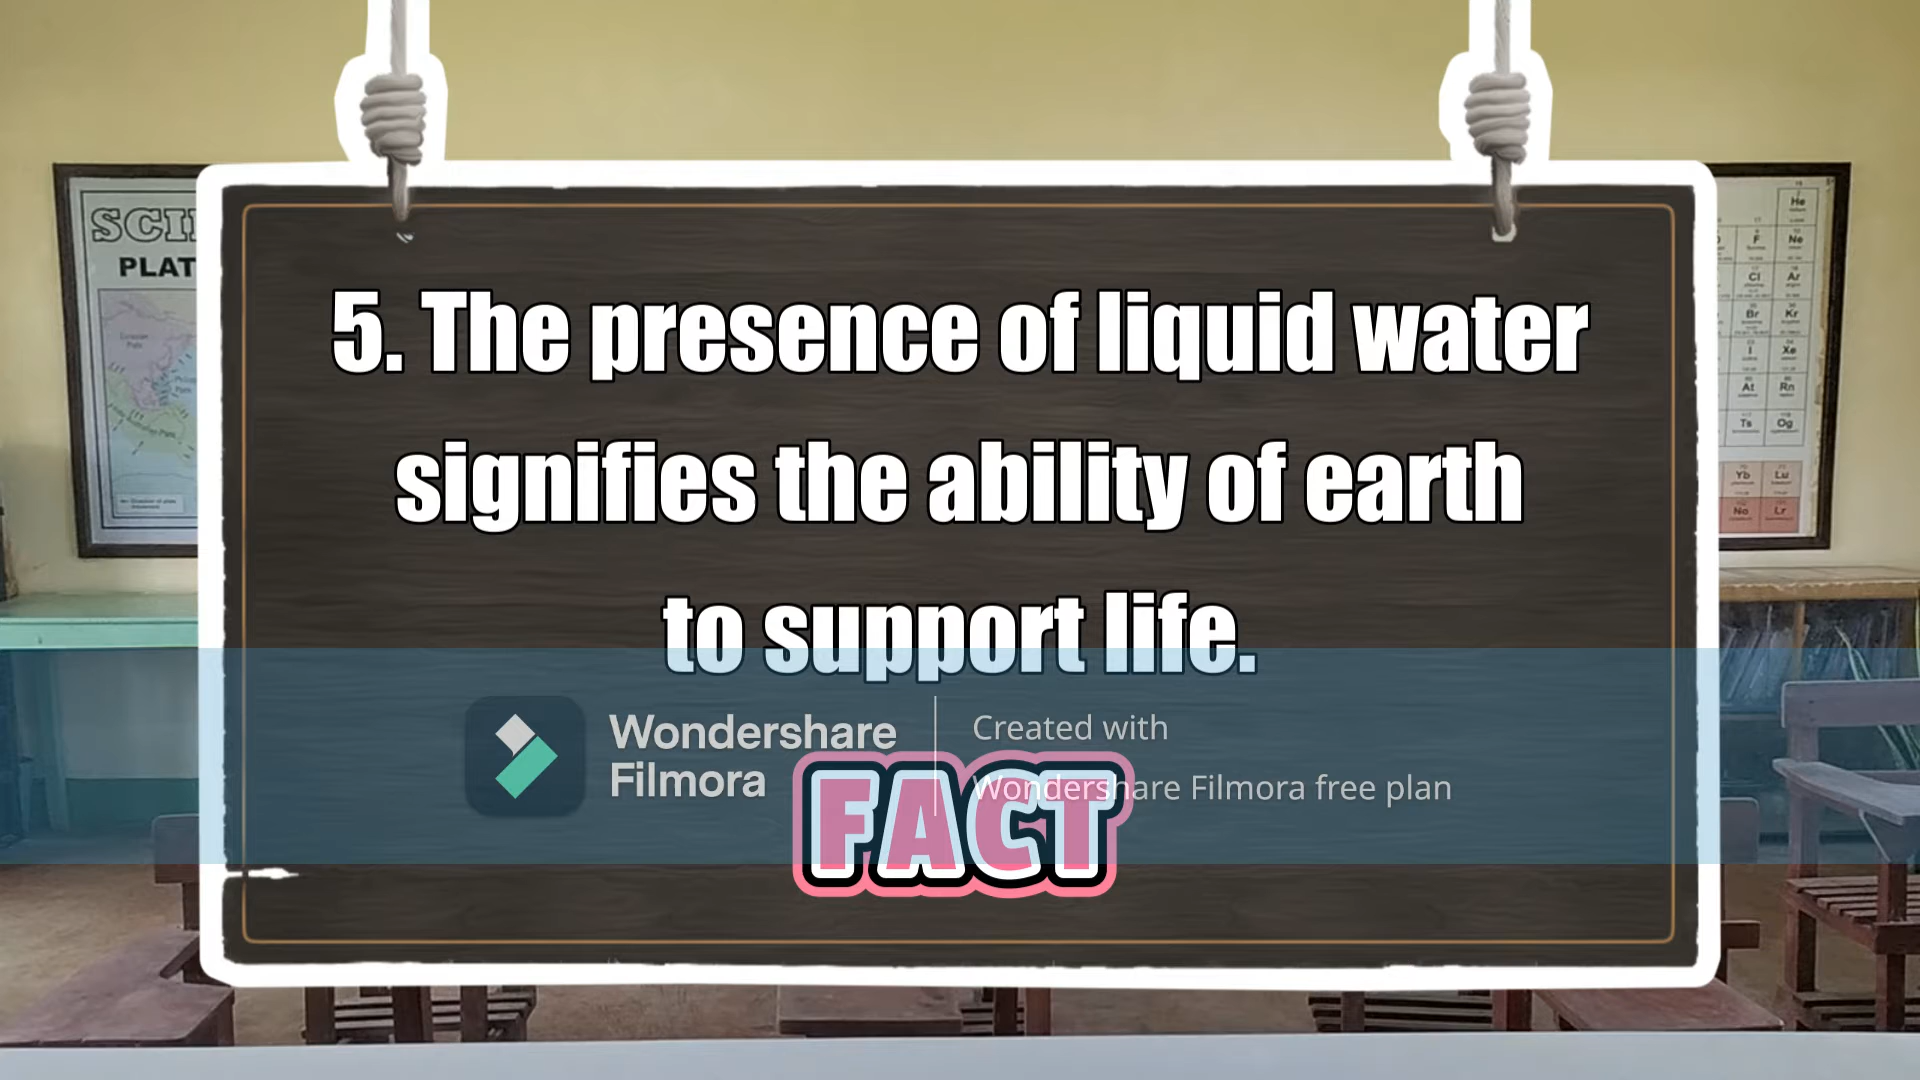 5. The presence of liquid water
signifies the ability of earth
to support life.
Wondershare
Filmora
Created with
Wondershare Filmora free plan
FACT
SCI
PLAT
He
F
Ne
Cl
Ar
Br
Kr
I
Xe
At
Rn
Ts
Og
Yb
Lu
No
Lr